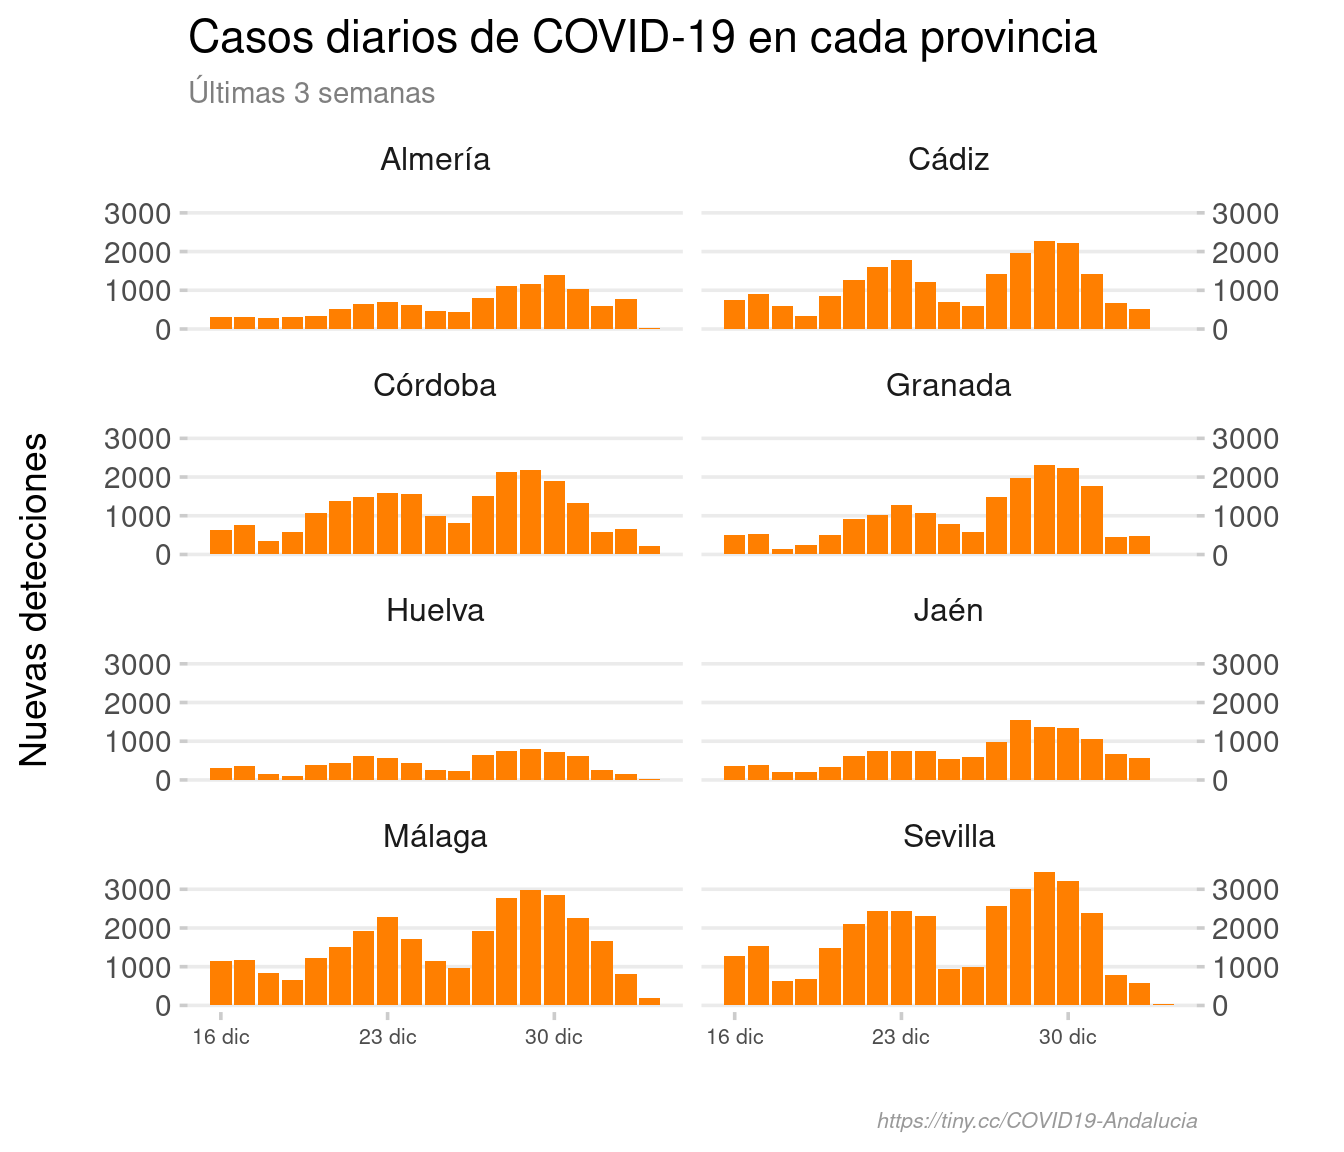 Casos diarios de COVID-19 en cada provincia
Últimas 3 semanas
Nuevas detecciones
Almería
Cádiz
3000
2000
1000
0
3000
2000
1000
0
Córdoba
Granada
3000
2000
1000
0
3000
2000
1000
0
Huelva
Jaén
3000
2000
1000
0
3000
2000
1000
0
Málaga
Sevilla
3000
2000
1000
0
3000
2000
1000
0
16 dic
23 dic
30 dic
16 dic
23 dic
30 dic
https://tiny.cc/COVID19-Andalucia